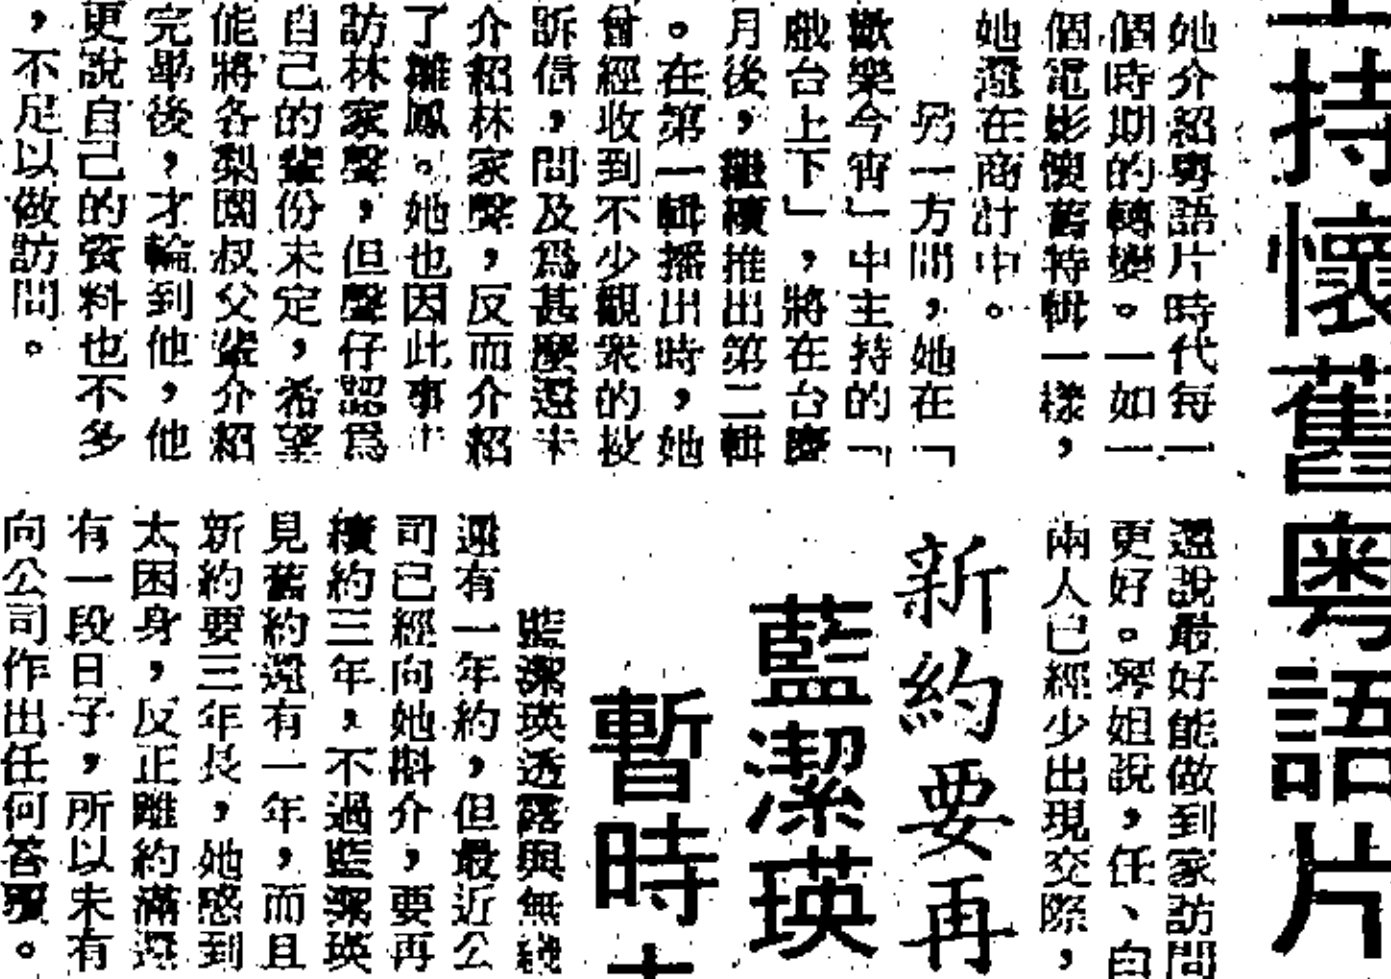 主持懷舊粵語片
她介紹粵語片時代每一
個時期的轉變。一如一
個電影懷舊特輯一樣,
她還在商討中。
另一方間,她在「
歡樂今宵」中主持的「
戲台上下」,將在台慶
月後,繼續推出第二輯
。在第一輯播出時,她
曾經收到不少觀衆的投
訴信,問及爲甚麼還未
介紹林家聲,反而介紹
了雛鳳。她也因此事
訪林家聲,但聲仔認爲
自己的輩份未定,希望
能將各梨園叔父輩介紹
完畢後,才輪到他,他
更說自己的資料也不多
,不足以做訪問。
還說最好能做到家訪問
更好。琴姐說,任、白
兩人已經少出現交際,
新約要再
藍潔瑛
暫時
藍潔瑛透露與無綫
還有一年約,但最近公
司已經向她斟介,要再
續約三年,不過藍潔瑛
見舊約還有一年,而且
新約要三年長,她感到
太困身,反正離約滿還
有一段日子,所以未有
向公司作出任何答覆。